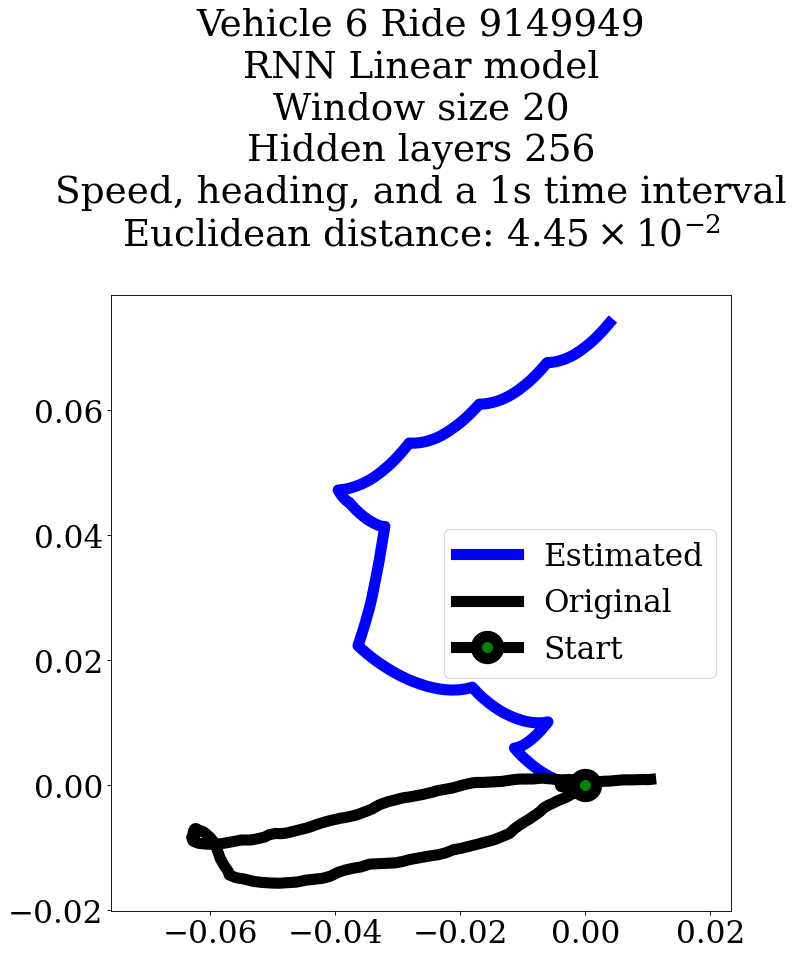 Vehicle 6 Ride 9149949
RNN Linear model
Window size 20
Hidden layers 256
Speed, heading, and a 1s time interval
Euclidean distance: 4.45 × 10⁻²
0.06
0.04
0.02
0.00
−0.02
Estimated
Original
Start
−0.06 −0.04 −0.02 0.00 0.02